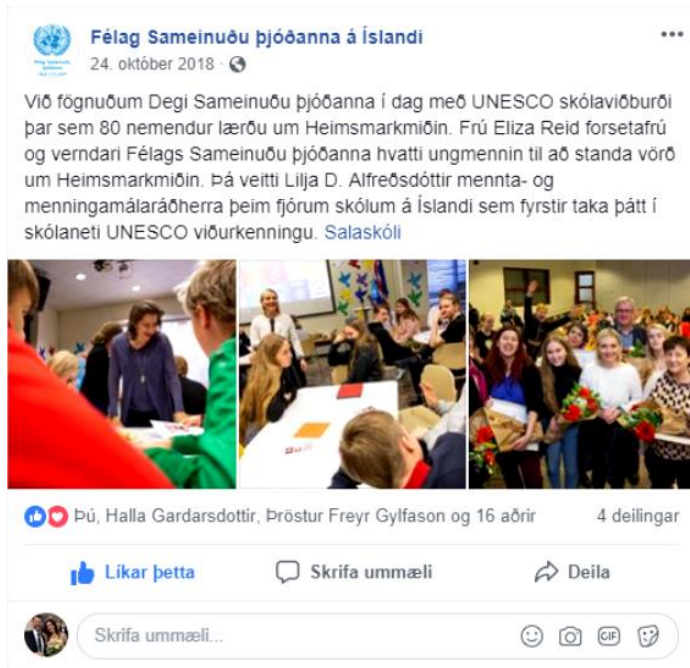 Félag Sameinuðu þjóðanna á Íslandi
24. október 2018 ·
Við fögnuðum Degi Sameinuðu þjóðanna í dag með UNESCO skólaviðburði
þar sem 80 nemendur lærðu um Heimsmarkmiðin. Frú Eliza Reid forsetafrú
og verndari Félags Sameinuðu þjóðanna hvatti ungmennin til að standa vörð
um Heimsmarkmiðin. Þá veitti Lilja D. Alfreðsdóttir mennta- og
menningamálaráðherra þeim fjórum skólum á Íslandi sem fyrstir taka þátt í
skólaneti UNESCO viðurkenningu. Salaskóli
Þú, Halla Gardarsdottir, Þröstur Freyr Gylfason og 16 aðrir 4 deilingar
Líkar þetta Skrifa ummæli Deila
Skrifa ummæli... GIF